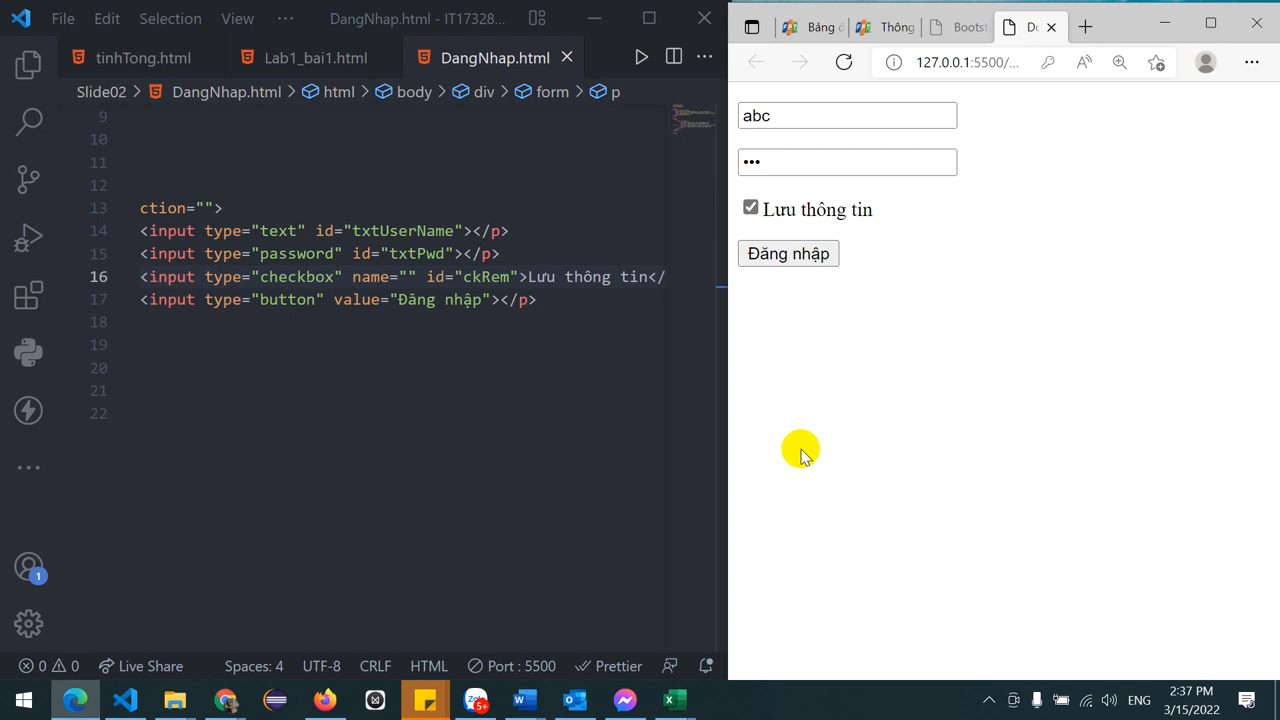 File Edit Selection View ··· DangNhap.html - IT17328...
tinhTong.html Lab1_bai1.html DangNhap.html
Slide02 > DangNhap.html > html > body > div > form > p
9
10
11
12
13 ction="">
14 <input type="text" id="txtUserName"></p>
15 <input type="password" id="txtPwd"></p>
16 <input type="checkbox" name="" id="ckRem">Lưu thông tin</
17 <input type="button" value="Đăng nhập"></p>
18
19
20
21
22
1
0 0 Live Share Spaces: 4 UTF-8 CRLF HTML Port : 5500 Prettier
Bảng Thông Bootst Do
127.0.0.1:5500/...
abc
•••
Lưu thông tin
Đăng nhập
5+
ENG
2:37 PM
3/15/2022